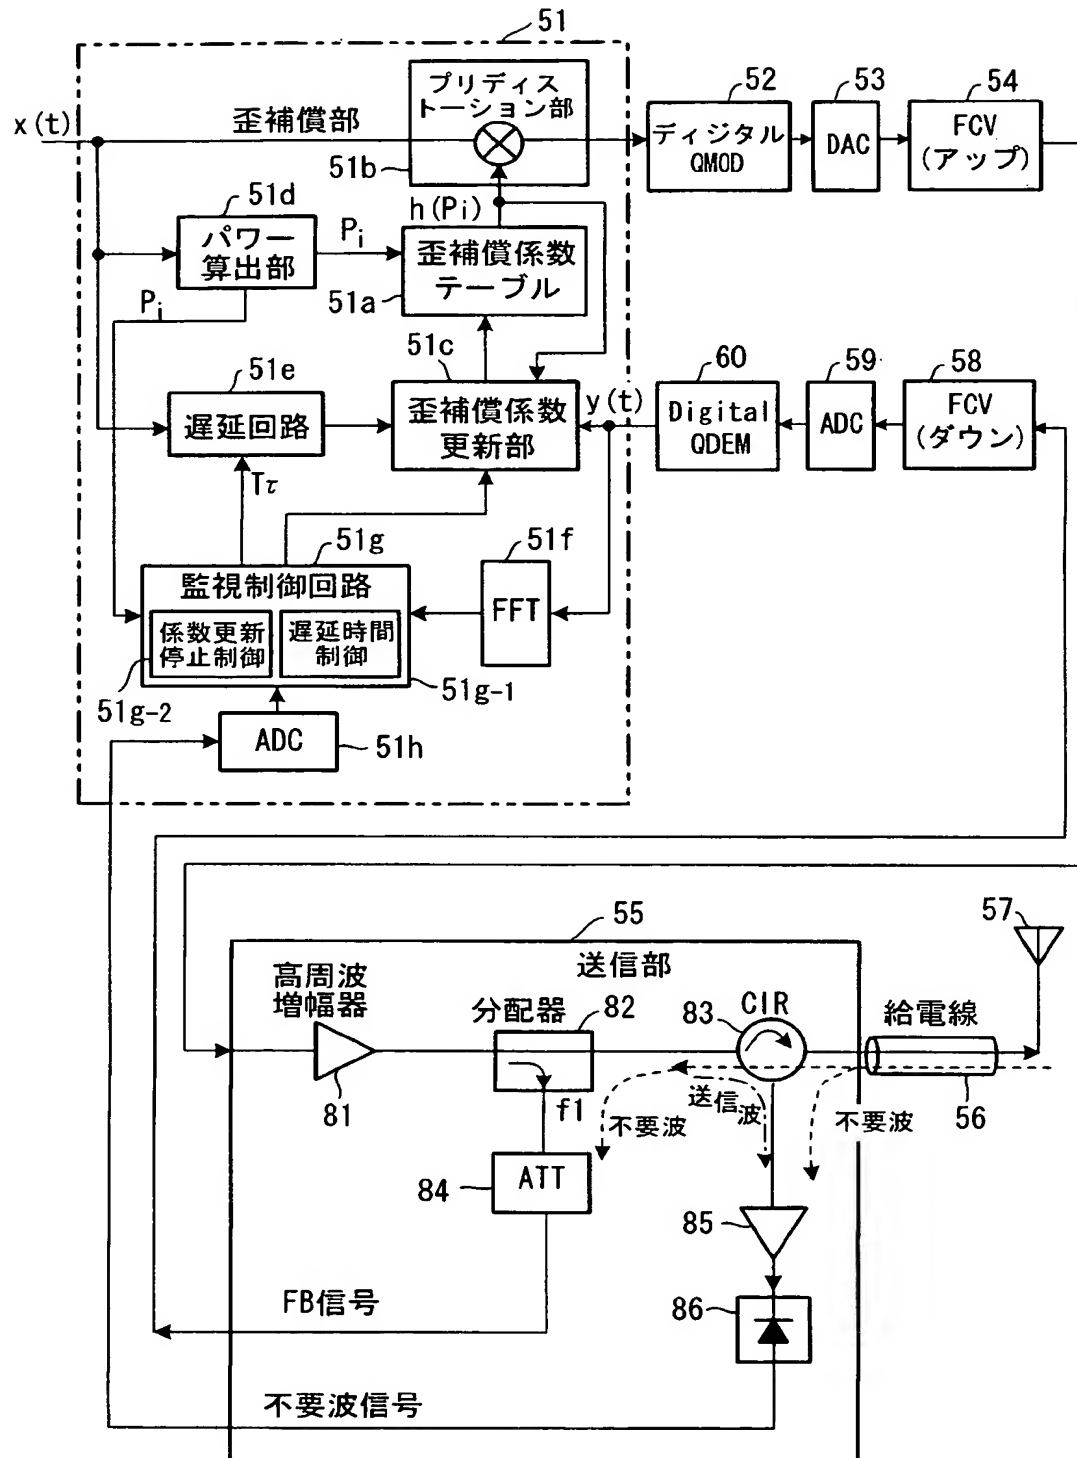 51
x(t)
歪補償部
プリディス
トーション部
51b
52
ディジタル
QMOD
53
DAC
54
FCV
(アップ)
51d
パワー
算出部
Pi
Pi
h(Pi)
歪補償係数
テーブル
51a
51e
遅延回路
51c
歪補償係数
更新部
y(t)
60
Digital
QDEM
59
ADC
58
FCV
(ダウン)
Tτ
51g
監視制御回路
係数更新
停止制御
遅延時間
制御
51g-2
51g-1
51f
FFT
ADC
51h
55
送信部
57
高周波
増幅器
81
分配器
82
f1
83
CIR
給電線
56
不要波
送信波
不要波
84
ATT
85
86
FB信号
不要波信号